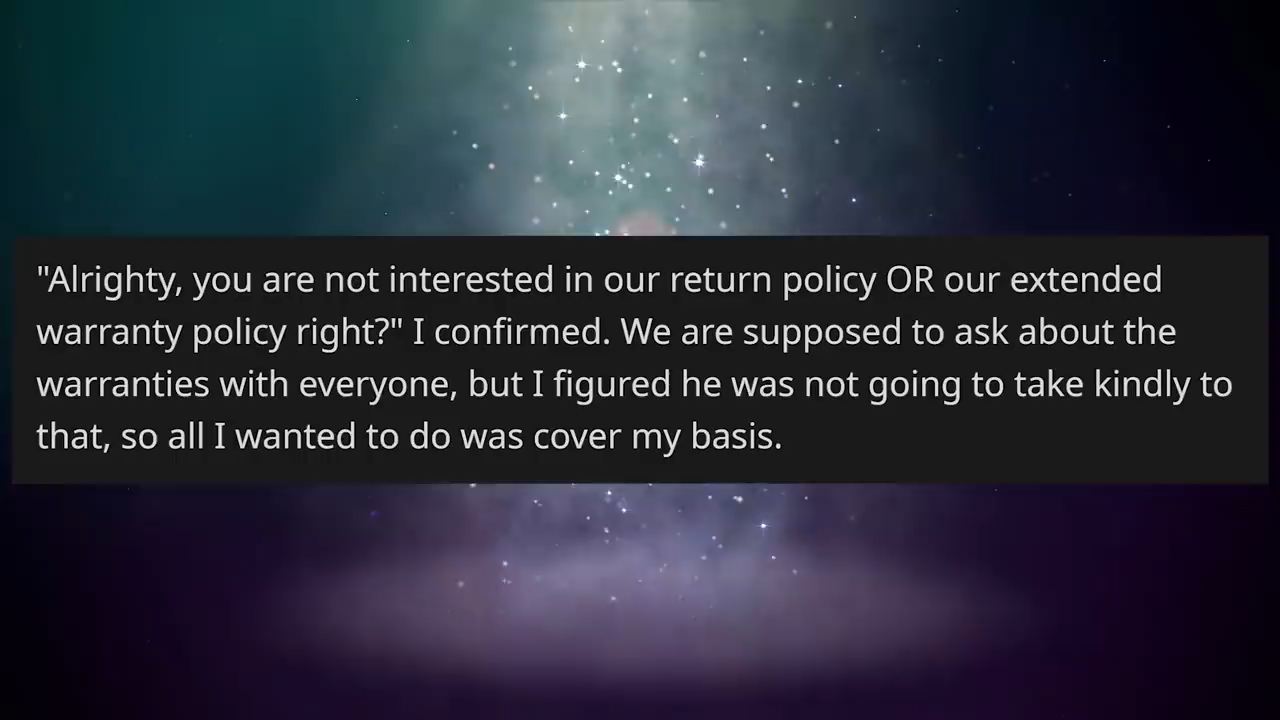 "Alrighty, you are not interested in our return policy OR our extended
warranty policy right?" I confirmed. We are supposed to ask about the
warranties with everyone, but I figured he was not going to take kindly to
that, so all I wanted to do was cover my basis.